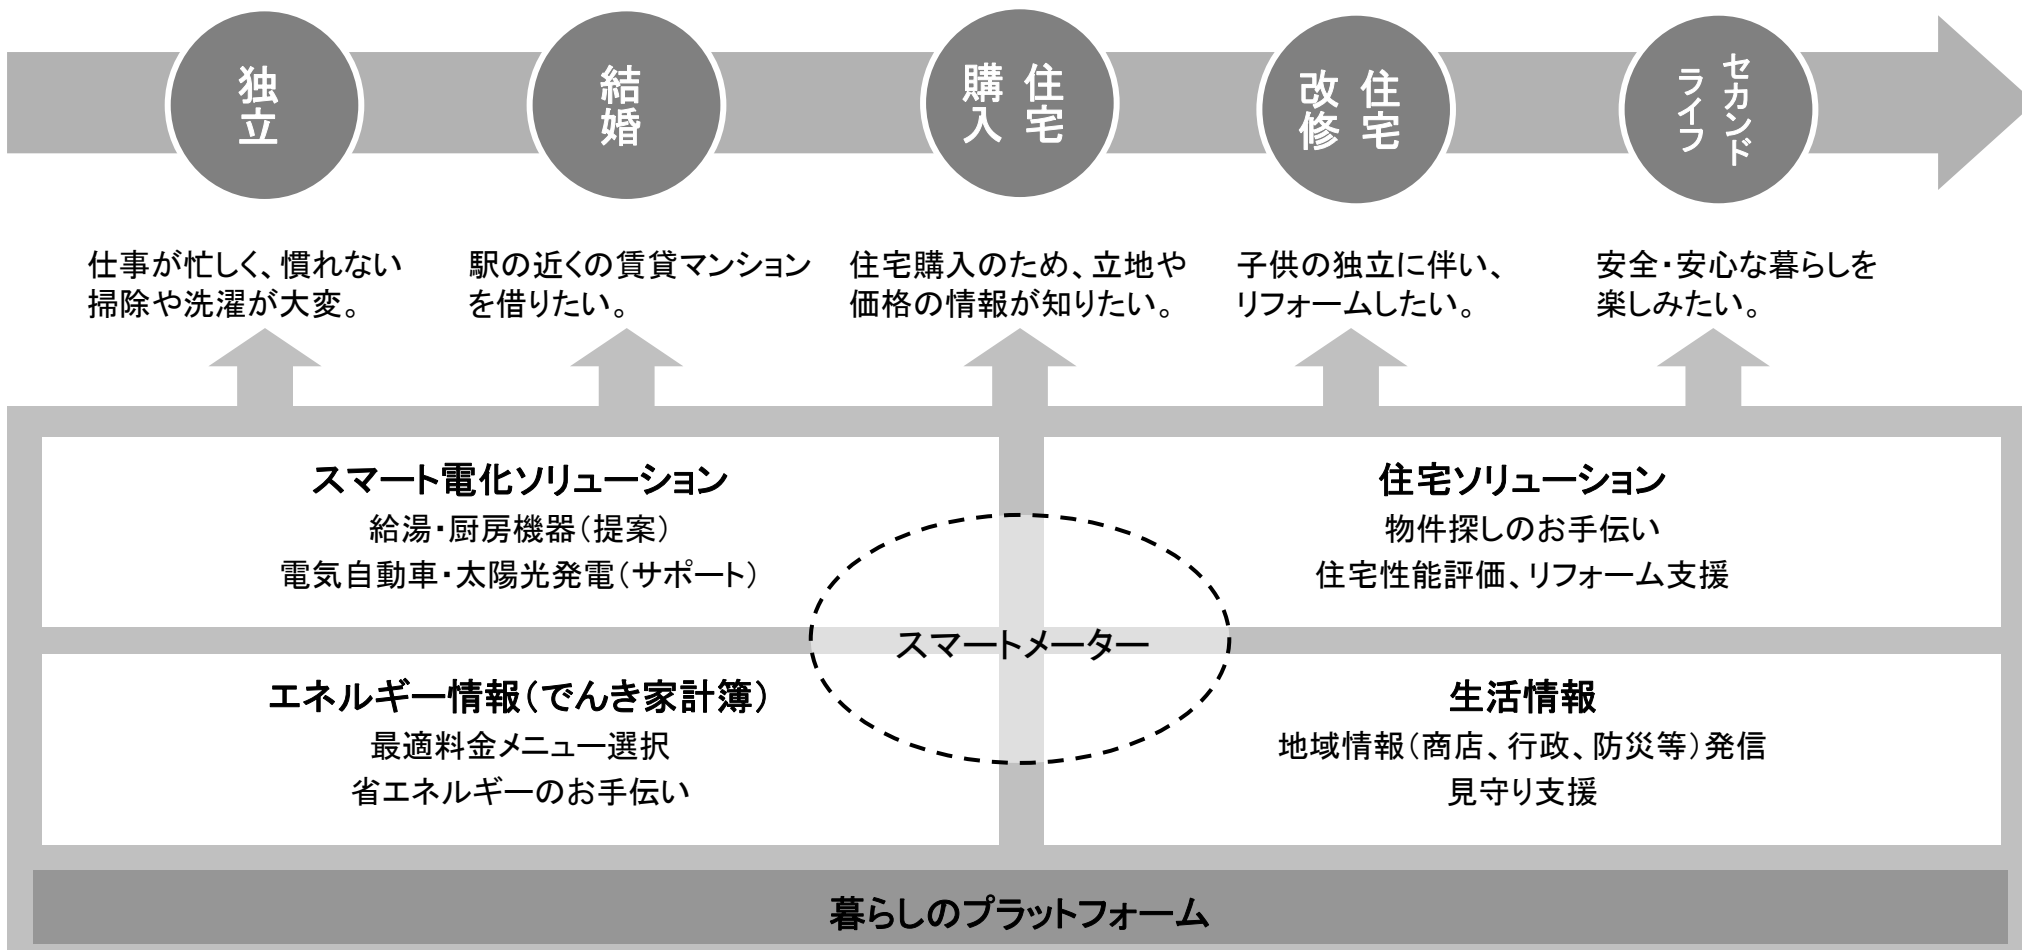 独立
結婚
住宅
購入
住宅
改修
セカンド
ライフ
仕事が忙しく、慣れない
掃除や洗濯が大変。
駅の近くの賃貸マンション
を借りたい。
住宅購入のため、立地や
価格の情報が知りたい。
子供の独立に伴い、
リフォームしたい。
安全・安心な暮らしを
楽しみたい。
スマート電化ソリューション
給湯・厨房機器（提案）
電気自動車・太陽光発電（サポート）
住宅ソリューション
物件探しのお手伝い
住宅性能評価、リフォーム支援
スマートメーター
エネルギー情報（でんき家計簿）
最適料金メニュー選択
省エネルギーのお手伝い
生活情報
地域情報（商店、行政、防災等）発信
見守り支援
暮らしのプラットフォーム